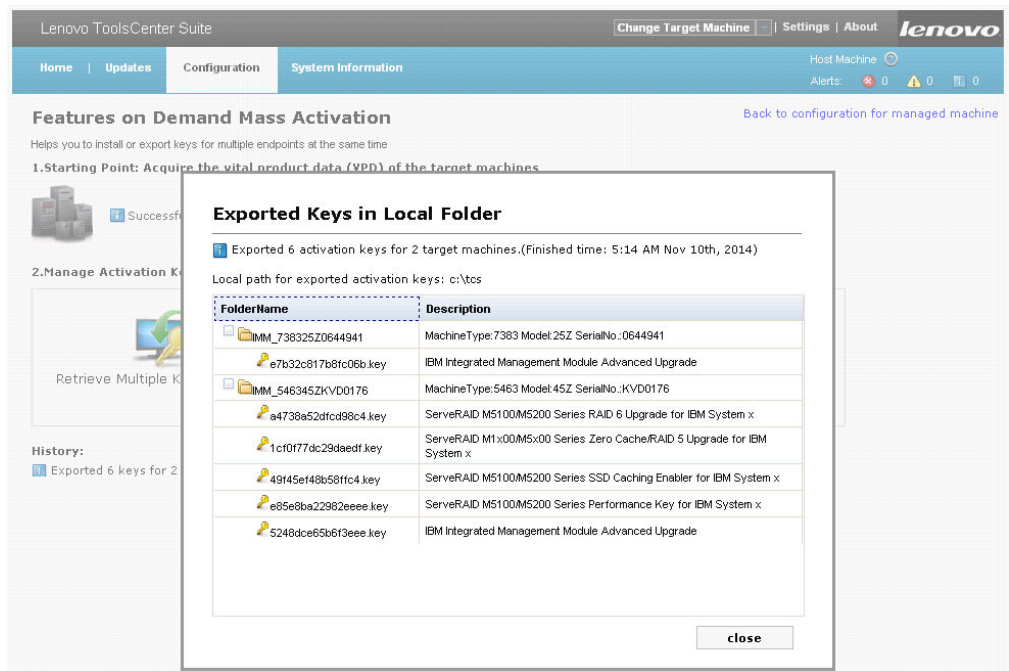 Lenovo ToolsCenter Suite
Change Target Machine | Settings | About
lenovo
Home | Updates Configuration System Information
Host Machine ?
Alerts: 0 0 0
Features on Demand Mass Activation
Back to configuration for managed machine
Helps you to install or export keys for multiple endpoints at the same time
1.Starting Point: Acquire the vital product data (VPD) of the target machines
Successf
2.Manage Activation K
Retrieve Multiple K
History:
Exported 6 keys for 2
Exported Keys in Local Folder
Exported 6 activation keys for 2 target machines.(Finished time: 5:14 AM Nov 10th, 2014)
Local path for exported activation keys: c:\tcs
FolderName Description
IMM_738325Z0644941 MachineType:7383 Model:25Z SerialNo.:0644941
e7b32c817b8fc06b.key IBM Integrated Management Module Advanced Upgrade
IMM_546345ZKVD0176 MachineType:5463 Model:45Z SerialNo.:KVD0176
a4738a52dfcd98c4.key ServeRAID M5100/M5200 Series RAID 6 Upgrade for IBM System x
1cf0f77dc29daedf.key ServeRAID M1x00/M5x00 Series Zero Cache/RAID 5 Upgrade for IBM
System x
49f45ef48b58ffc4.key ServeRAID M5100/M5200 Series SSD Caching Enabler for IBM System x
e85e8ba22982eeee.key ServeRAID M5100/M5200 Series Performance Key for IBM System x
5248dce65b6f3eee.key IBM Integrated Management Module Advanced Upgrade
close